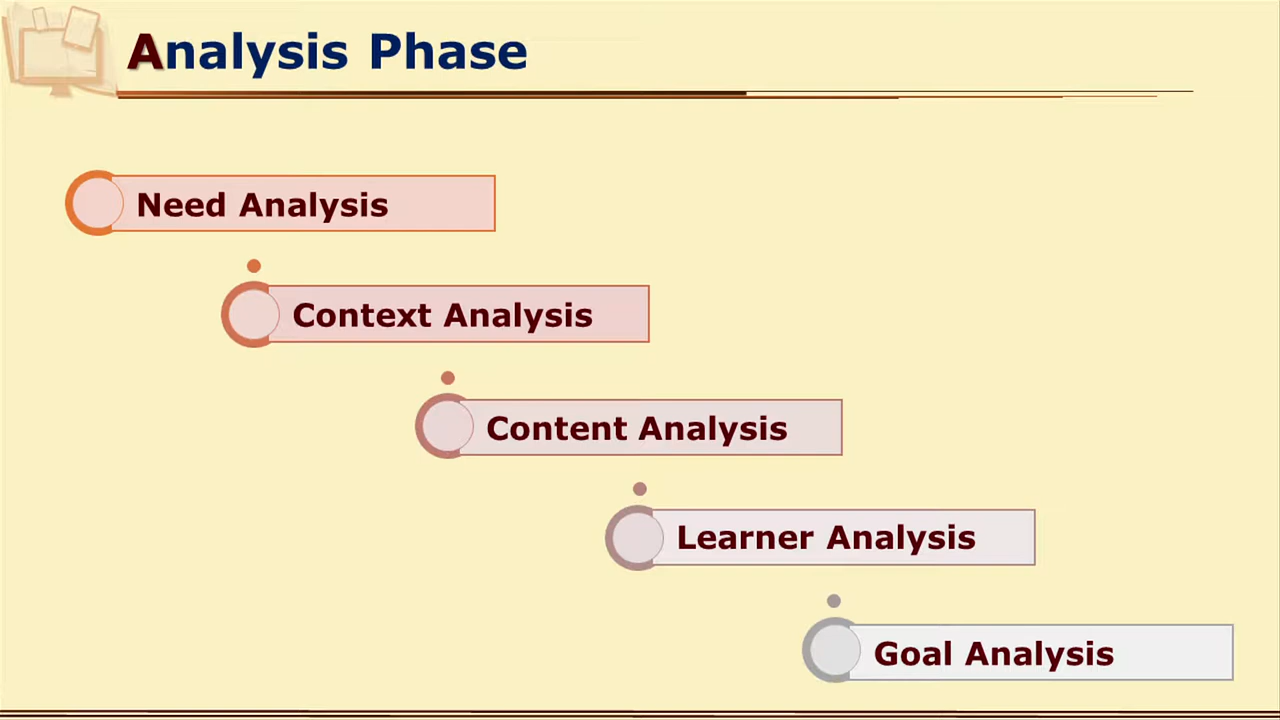 Analysis Phase
Need Analysis
Context Analysis
Content Analysis
Learner Analysis
Goal Analysis